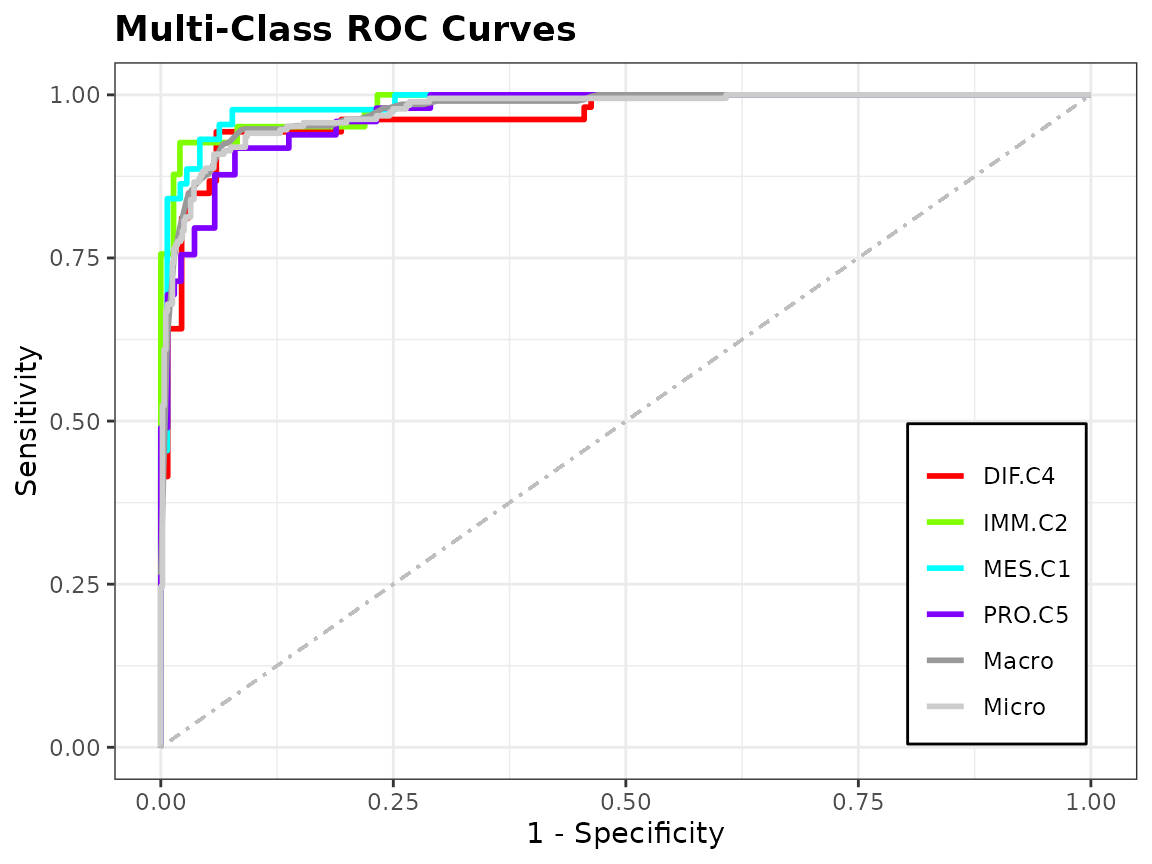 Multi-Class ROC Curves
1.00
0.75
0.50
0.25
0.00
Sensitivity
0.00 0.25 0.50 0.75 1.00
1 - Specificity
DIF.C4
IMM.C2
MES.C1
PRO.C5
Macro
Micro